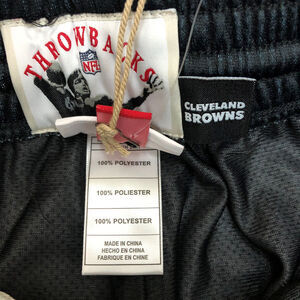 THROWBACKS
NFL
CLEVELAND
BROWNS
100% POLYESTER
100% POLIESTER
100% POLYESTER
MADE IN CHINA
HECHO EN CHINA
FABRIQUE EN CHINE